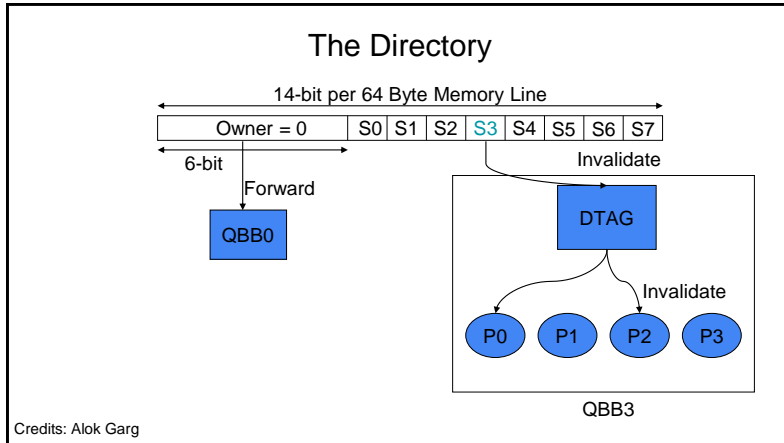 The Directory
14-bit per 64 Byte Memory Line
Owner = 0 S0 S1 S2 S3 S4 S5 S6 S7
6-bit
Invalidate
Forward
QBB0
DTAG
Invalidate
P0 P1 P2 P3
QBB3
Credits: Alok Garg